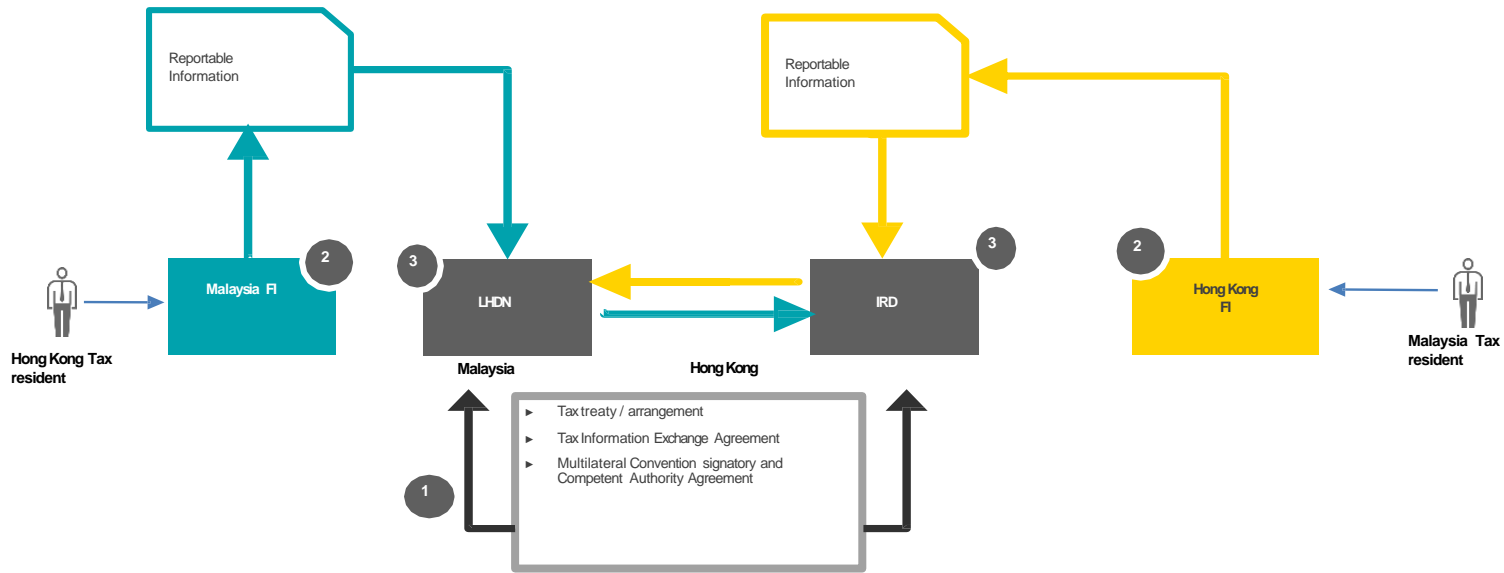 Reportable
Information
Reportable
Information
2
3
3
2
Malaysia FI
LHDN
IRD
Hong Kong
FI
Hong Kong Tax
resident
Malaysia
Hong Kong
Malaysia Tax
resident
► Tax treaty / arrangement
► Tax Information Exchange Agreement
► Multilateral Convention signatory and
Competent Authority Agreement
1